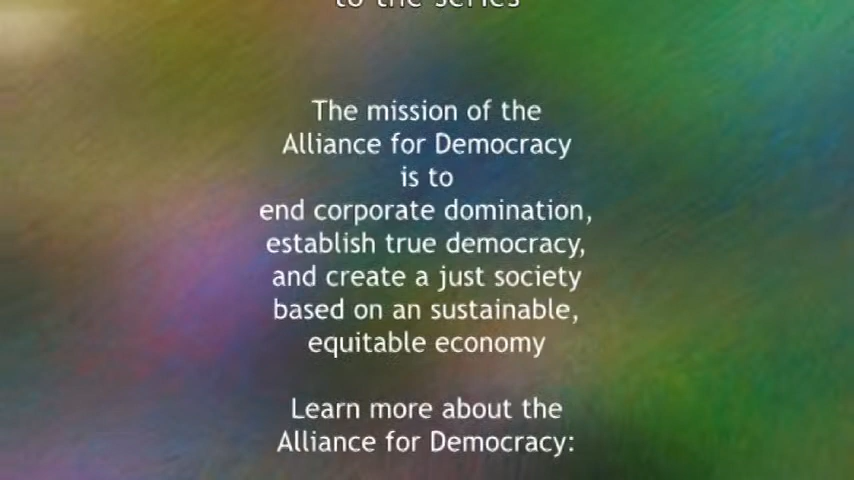 to the series
The mission of the
Alliance for Democracy
is to
end corporate domination,
establish true democracy,
and create a just society
based on an sustainable,
equitable economy
Learn more about the
Alliance for Democracy: